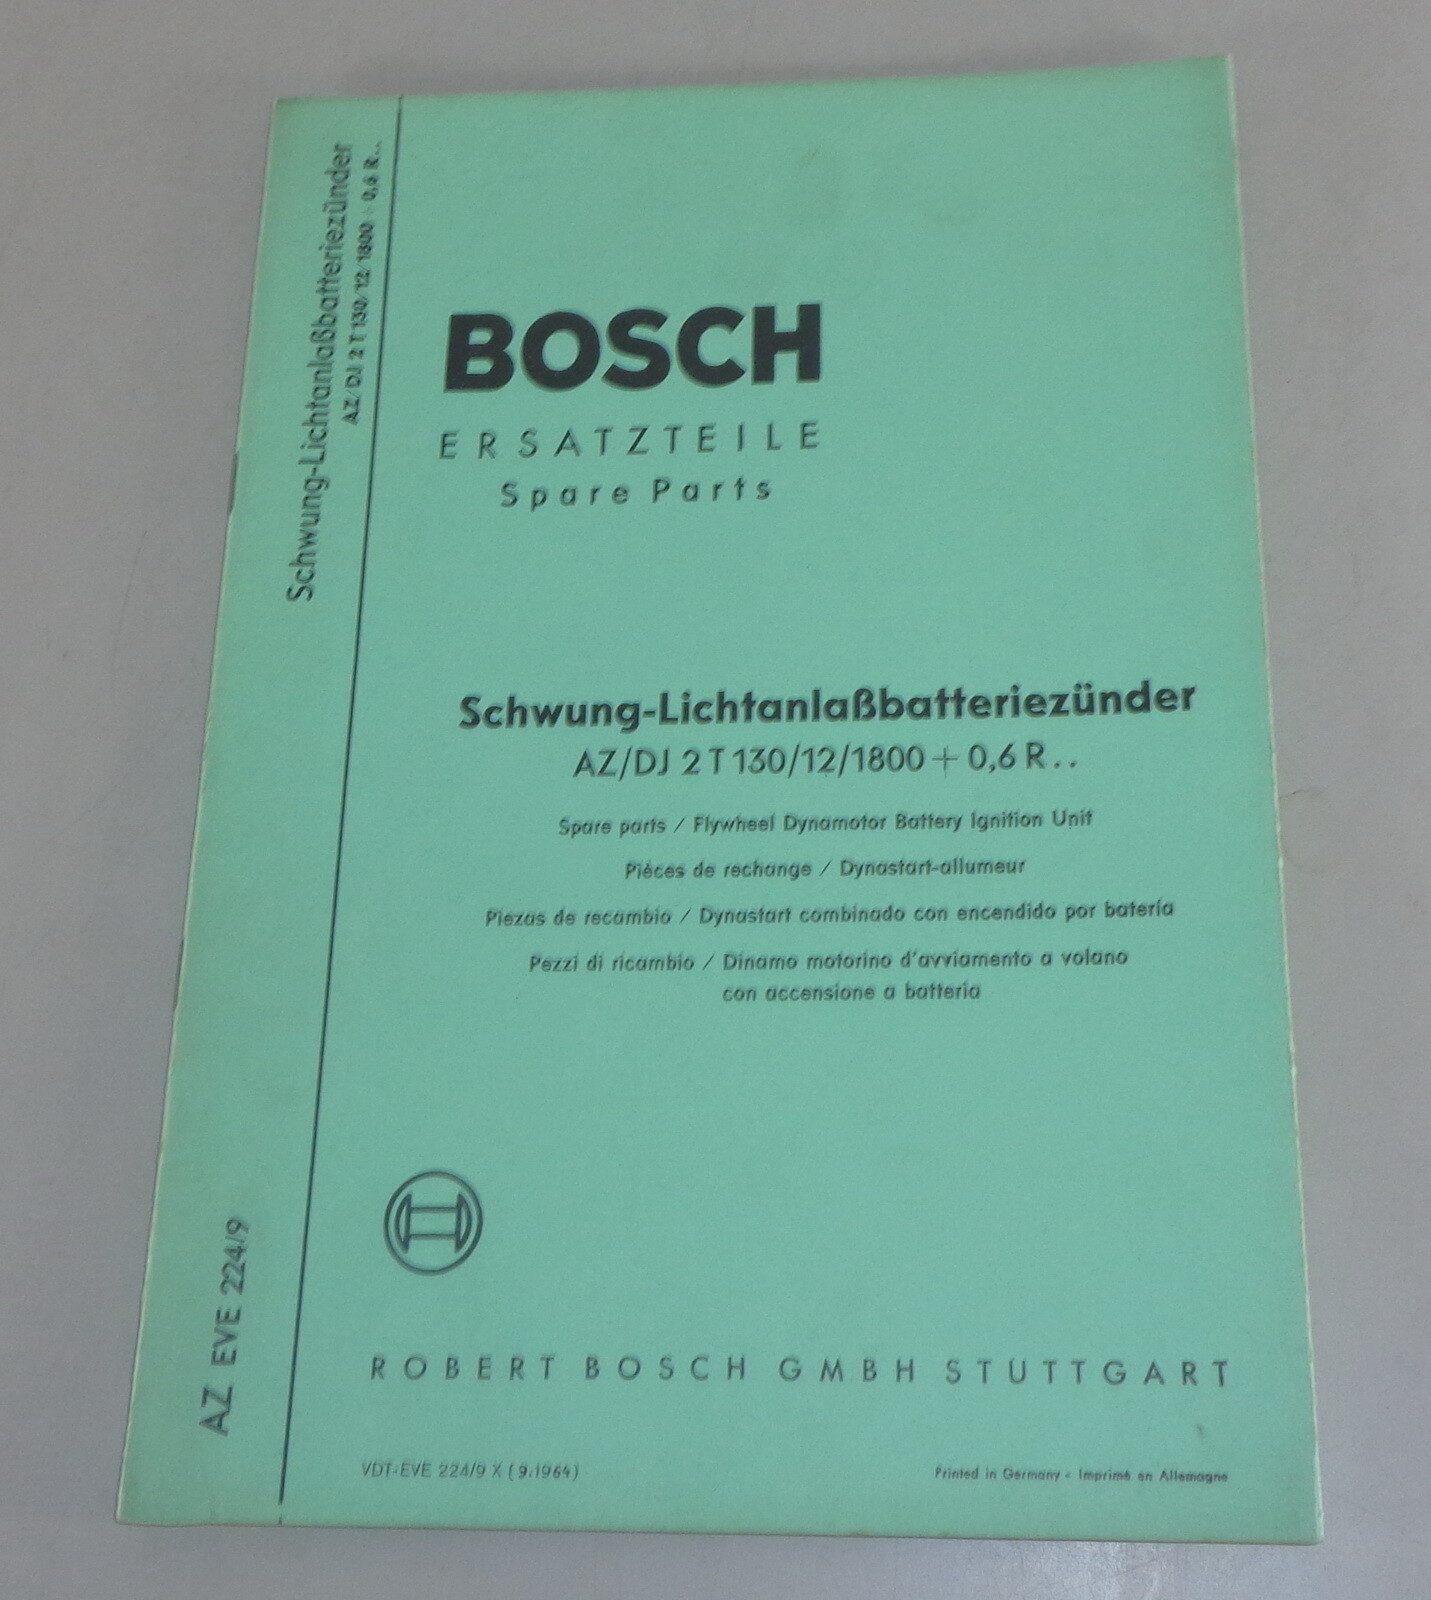 Schwung-Lichtanlaßbatteriezünder
AZ/DJ 2 T 130/12/1800 + 0,6 R..
AZ EVE 224/9
BOSCH
ERSATZTEILE
Spare Parts
Schwung-Lichtanlaßbatteriezünder
AZ/DJ 2 T 130/12/1800 + 0,6 R..
Spare parts / Flywheel Dynamotor Battery Ignition Unit
Pièces de rechange / Dynastart-allumeur
Piezas de recambio / Dynastart combinado con encendido por batería
Pezzi di ricambio / Dinamo motorino d'avviamento a volano
con accensione a batteria
ROBERT BOSCH GMBH STUTTGART
VDT-EVE 224/9 X (9.1964)
Printed in Germany - Imprimé en Allemagne